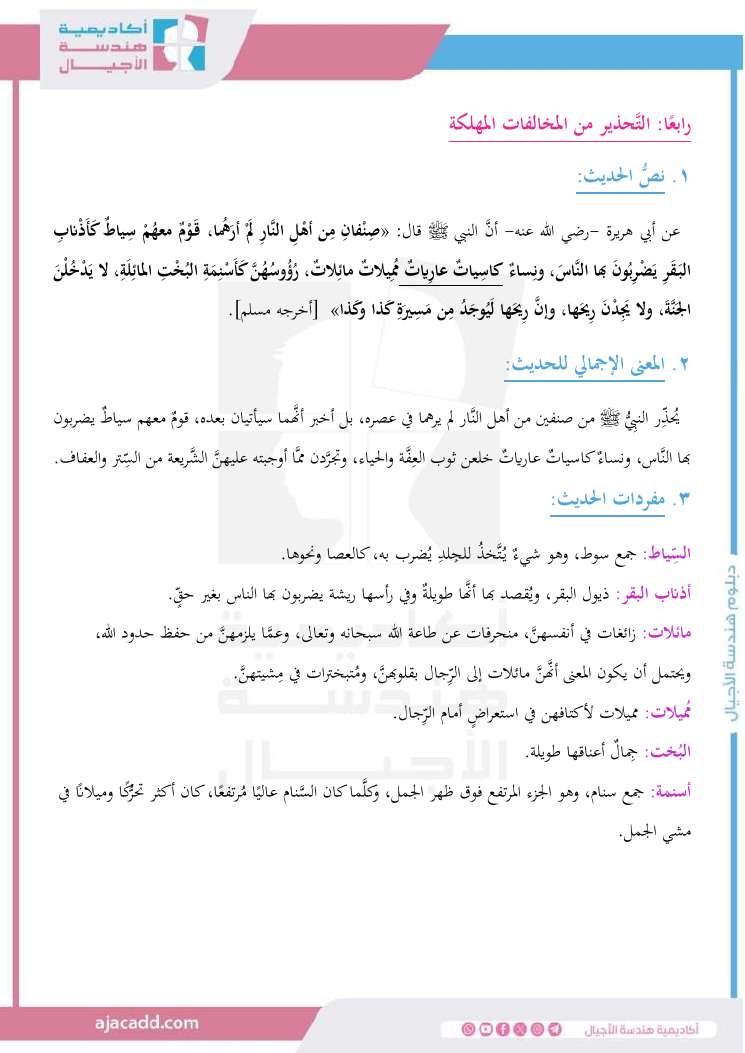 أكاديمية
هندسة
الأجيال
رابعًا: التَّحذير من المخالفات المهلكة
١. نصُّ الحديث:
عن أبي هريرة -رضي الله عنه- أنَّ النبي ﷺ قال: «صِنْفانِ مِن أهْلِ النَّارِ لَمْ أرَهُما، قَوْمٌ معهُمْ سِياطٌ كَأَذْنابِ
البَقَرِ يَضْرِبُونَ بها النَّاسَ، ونِساءٌ كاسِياتٌ عارِياتٌ مُمِيلاتٌ مائِلاتٌ، رُؤُوسُهُنَّ كَأَسْنِمَةِ البُخْتِ المائِلَةِ، لا يَدْخُلْنَ
الجَنَّةَ، ولا يَجِدْنَ رِيحَها، وإنَّ رِيحَها لَيُوجَدُ مِن مَسِيرَةِ كَذا وكَذا» [أخرجه مسلم].
٢. المعنى الإجمالي للحديث:
يُحذِّر النبيُّ ﷺ من صنفين من أهل النَّار لم يرهما في عصره، بل أخبر أنَّهما سيأتيان بعده، قومٌ معهم سياطٌ يضربون
بها النَّاس، ونساءٌ كاسياتٌ عارياتٌ خلعن ثوب العِفَّة والحياء، وتجرَّدن ممَّا أوجبته عليهنَّ الشَّريعة من السِّتر والعفاف.
٣. مفردات الحديث:
السِّياط: جمع سوط، وهو شيءٌ يُتَّخذُ للجِلدِ يُضرب به، كالعصا ونحوها.
أذناب البقر: ذيول البقر، ويُقصد بها أنَّها طويلةٌ وفي رأسها ريشة يضربون بها الناس بغير حقٍّ.
مائلات: زائغات في أنفسهنَّ، منحرفات عن طاعة الله سبحانه وتعالى، وعمَّا يلزمهنَّ من حفظ حدود الله،
ويحتمل أن يكون المعنى أنَّهنَّ مائلات إلى الرِّجال بقلوبهنَّ، ومُتبخترات في مِشيتهنَّ.
مُميلات: مميلات لأكتافهن في استعراضٍ أمام الرِّجال.
البُخت: جِمالٌ أعناقها طويلة.
أسنمة: جمع سنام، وهو الجزء المرتفع فوق ظهر الجمل، وكلَّما كان السَّنام عاليًا مُرتفعًا، كان أكثر تحرُّكًا وميلانًا في
مشي الجمل.
أكاديمية
هندسة
الأجيال
دبلوم هندسة الأجيال
أكاديمية هندسة الأجيال
ajacadd.com